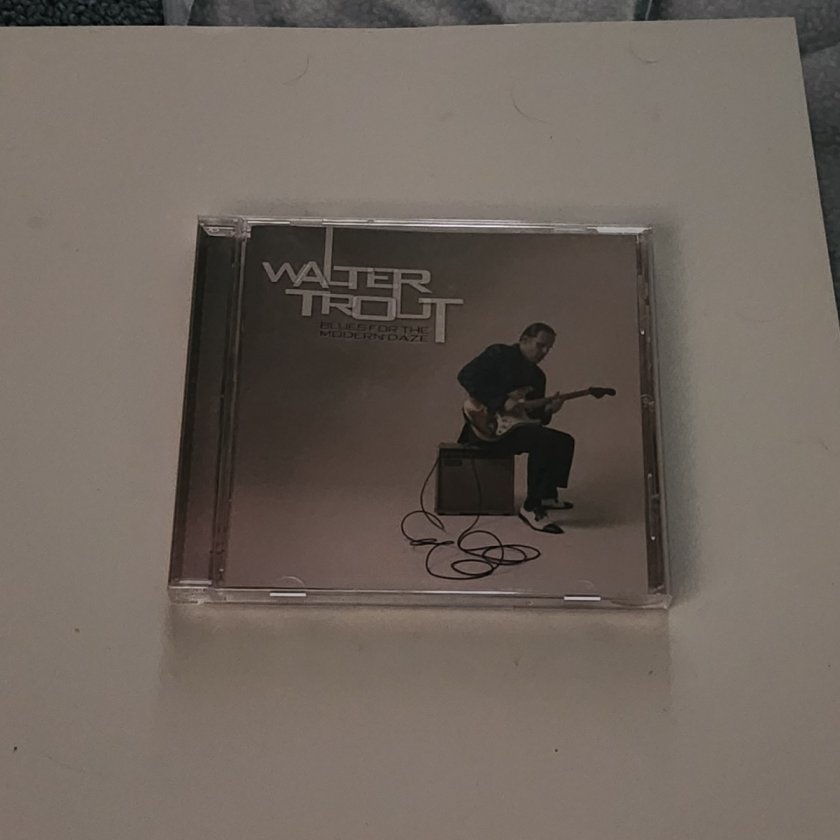 WALTER
TROUT
BLUES FOR THE
MODERN DAZE